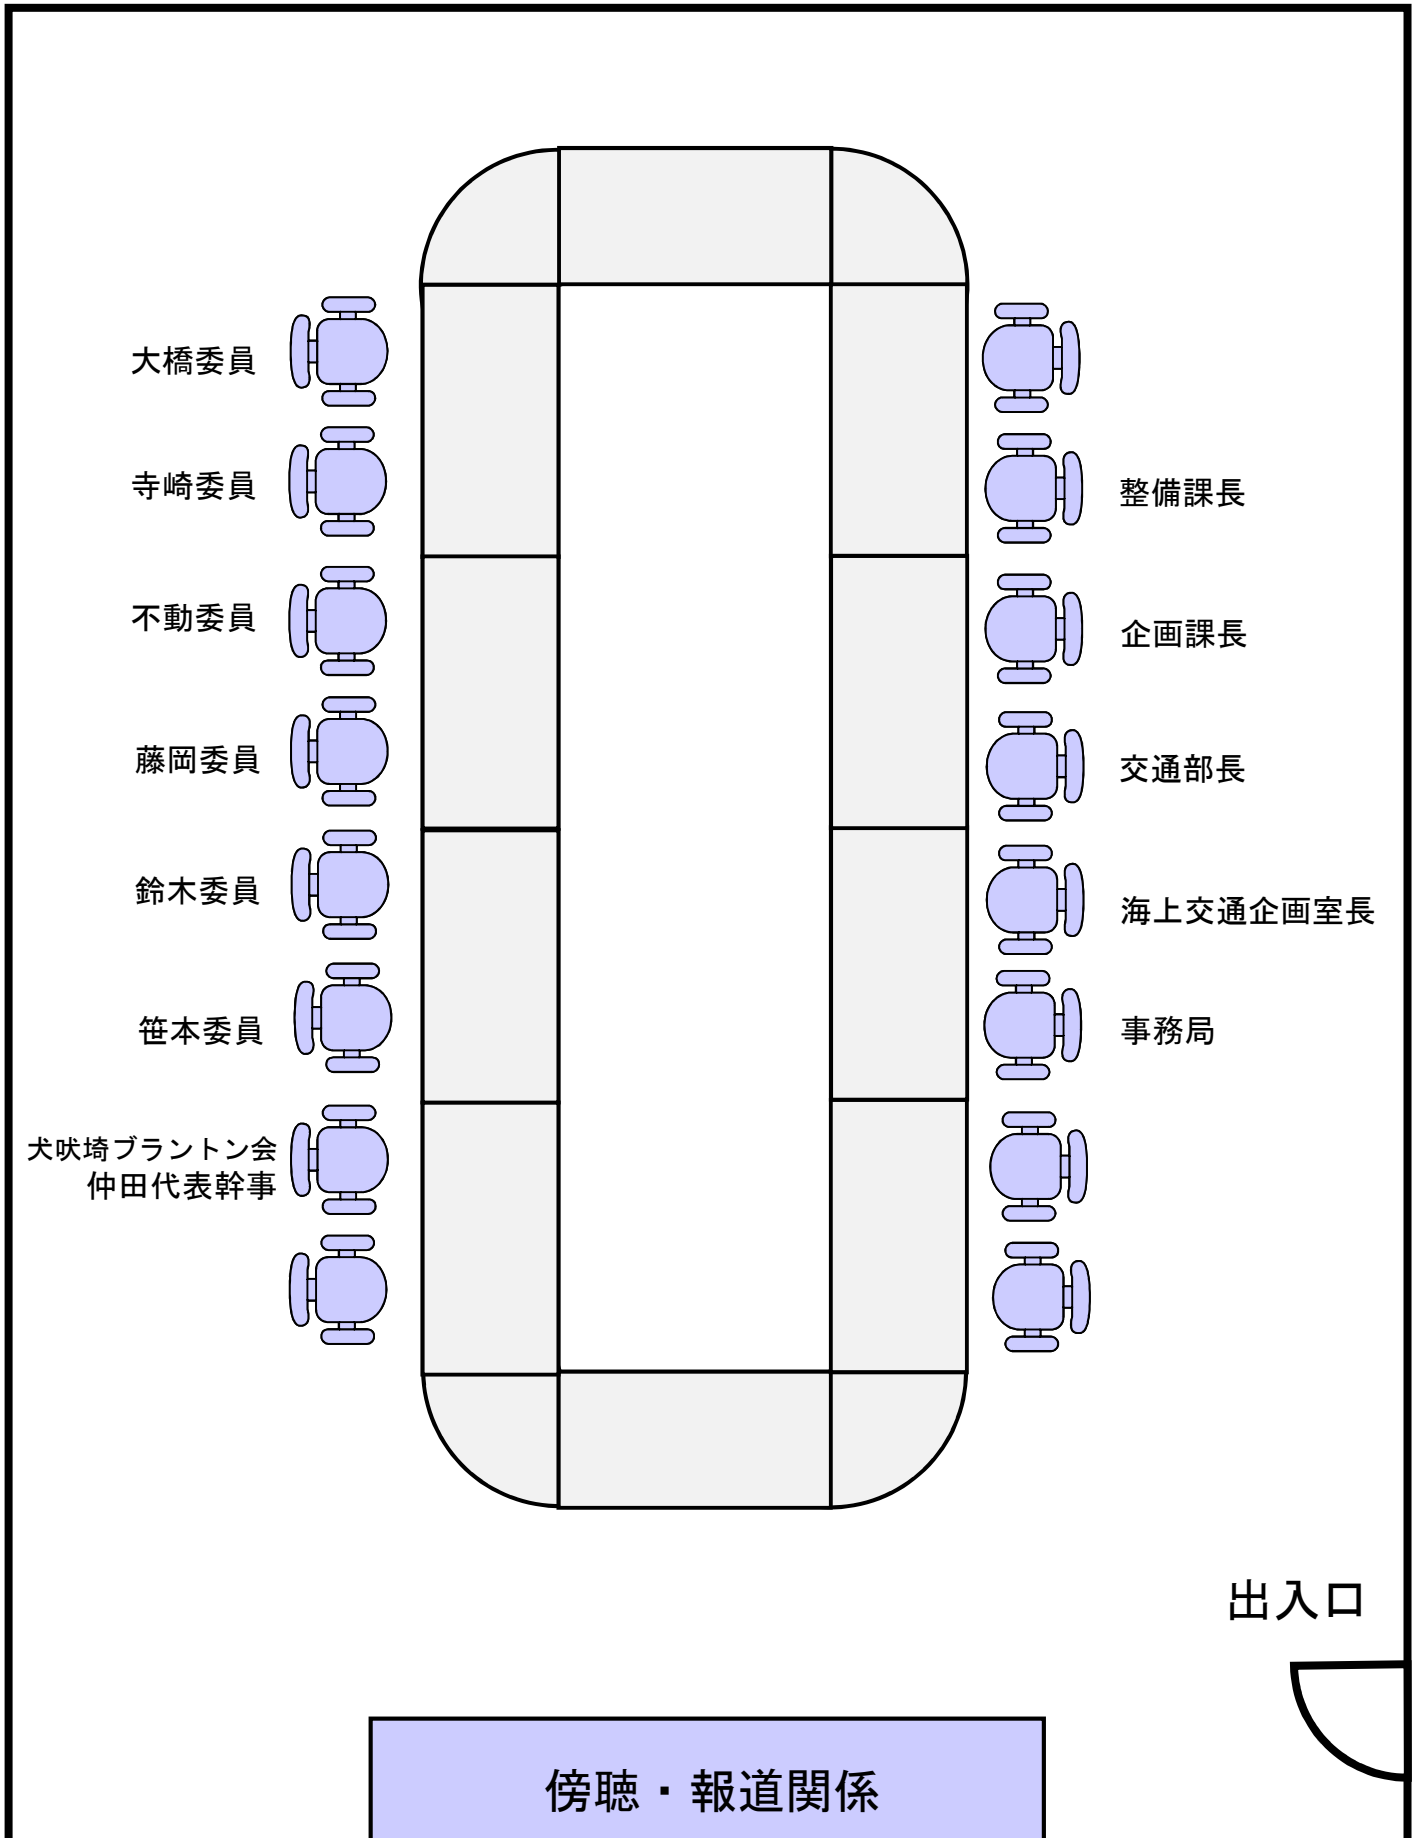 大橋委員
寺崎委員
不動委員
藤岡委員
鈴木委員
笹本委員
犬吠埼ブラントン会
仲田代表幹事
整備課長
企画課長
交通部長
海上交通企画室長
事務局
出入口
傍聴・報道関係